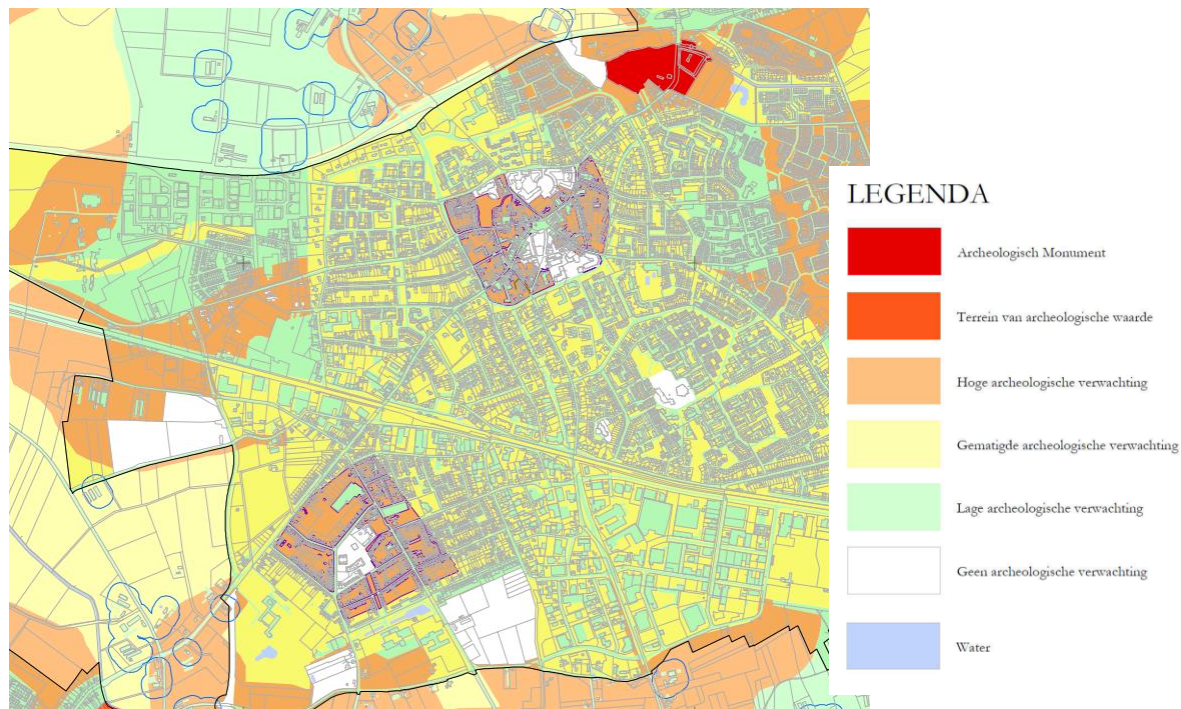 LEGENDA
Archeologisch Monument
Terrein van archeologische waarde
Hoge archeologische verwachting
Gematigde archeologische verwachting
Lage archeologische verwachting
Geen archeologische verwachting
Water